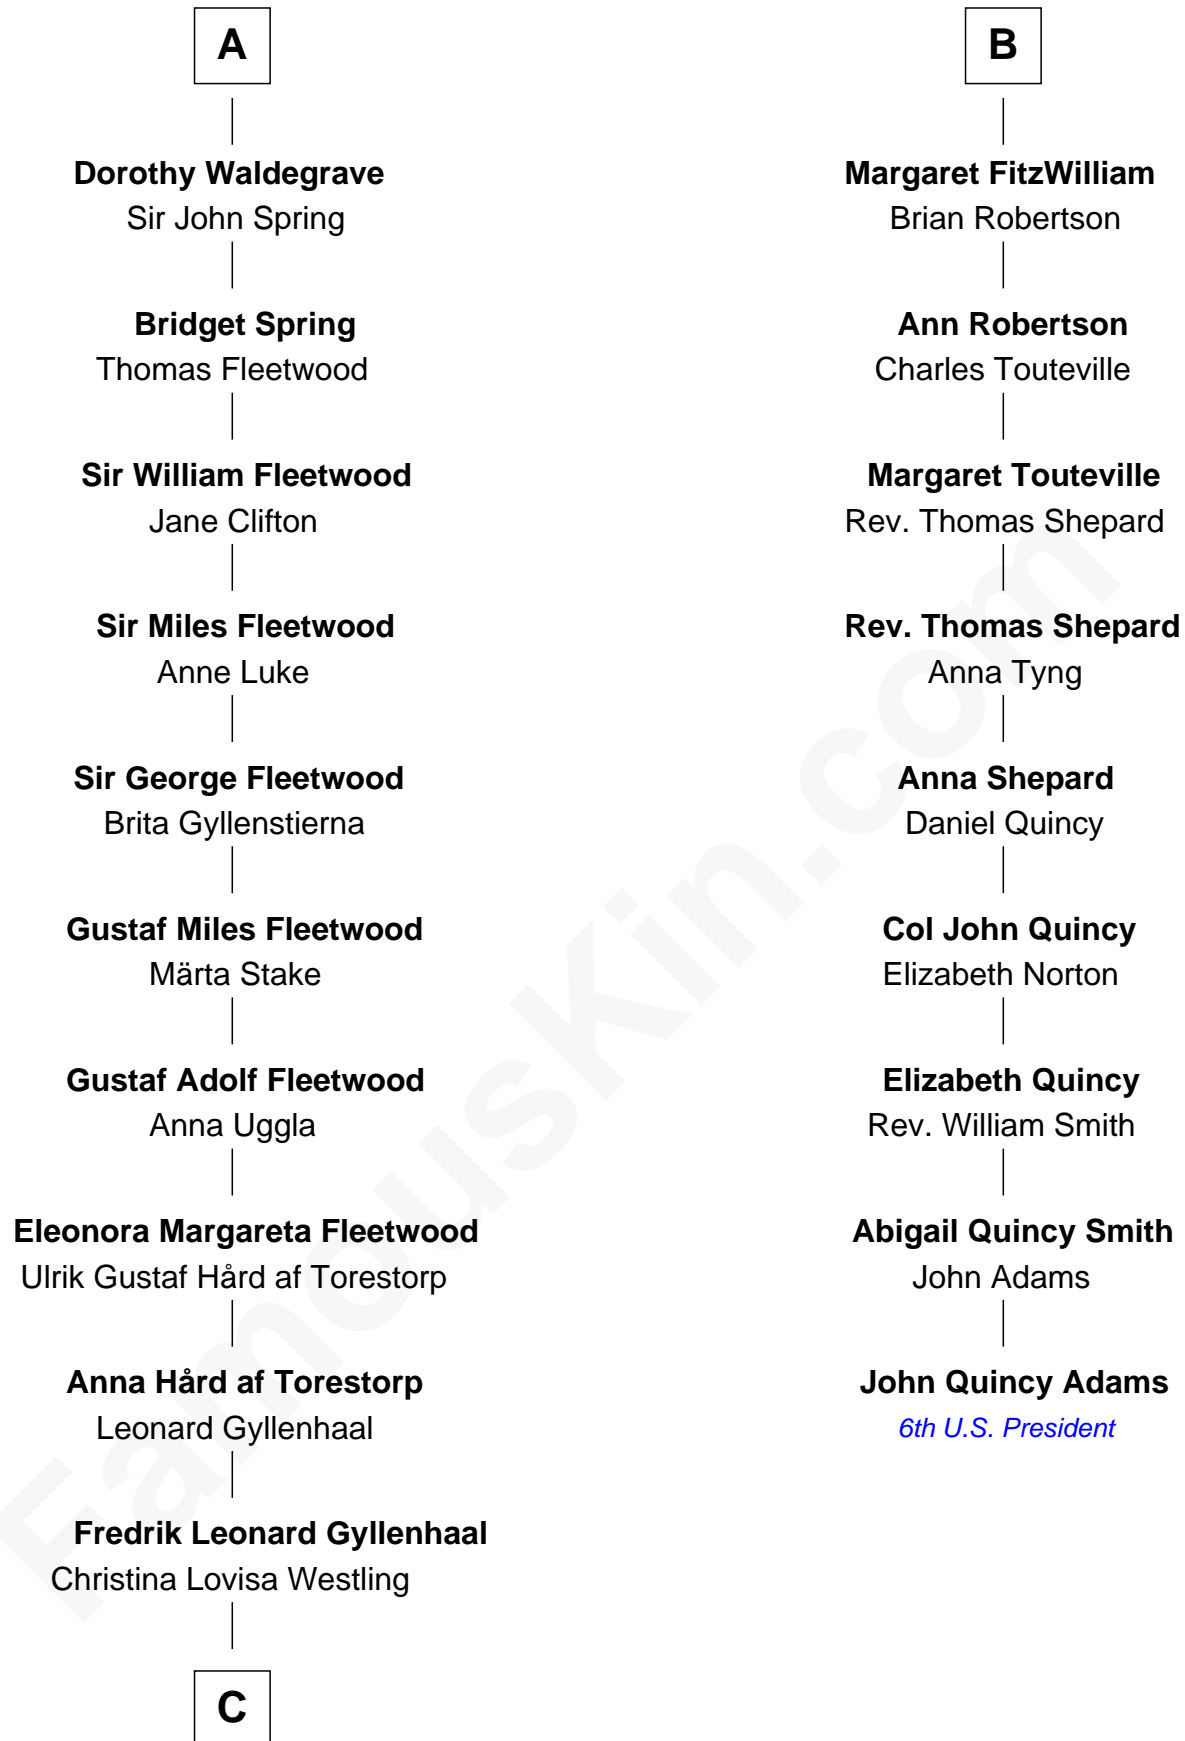 A
Dorothy Waldegrave
Sir John Spring
Bridget Spring
Thomas Fleetwood
Sir William Fleetwood
Jane Clifton
Sir Miles Fleetwood
Anne Luke
Sir George Fleetwood
Brita Gyllenstierna
Gustaf Miles Fleetwood
Märta Stake
Gustaf Adolf Fleetwood
Anna Uggla
Eleonora Margareta Fleetwood
Ulrik Gustaf Hård af Torestorp
Anna Hård af Torestorp
Leonard Gyllenhaal
Fredrik Leonard Gyllenhaal
Christina Lovisa Westling
C
B
Margaret FitzWilliam
Brian Robertson
Ann Robertson
Charles Touteville
Margaret Touteville
Rev. Thomas Shepard
Rev. Thomas Shepard
Anna Tyng
Anna Shepard
Daniel Quincy
Col John Quincy
Elizabeth Norton
Elizabeth Quincy
Rev. William Smith
Abigail Quincy Smith
John Adams
John Quincy Adams
6th U.S. President
FamousKin.com